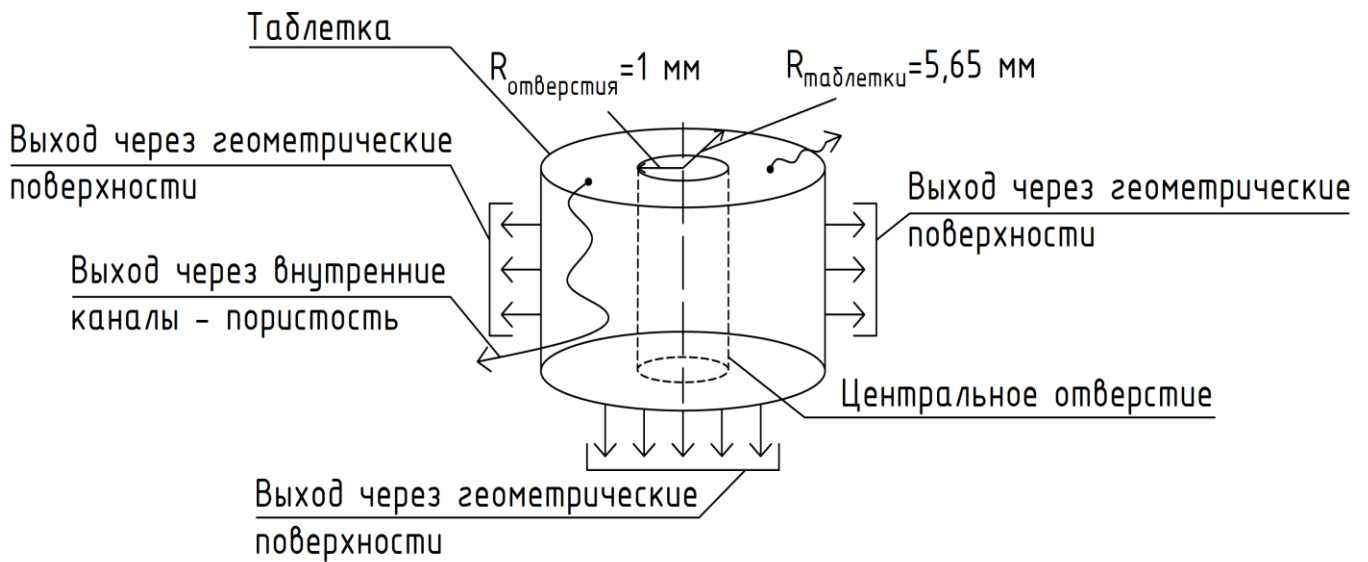 Таблетка
Rотверстия=1 мм
Rтаблетки=5,65 мм
Выход через геометрические
поверхности
Выход через геометрические
поверхности
Выход через внутренние
каналы - пористость
Центральное отверстие
Выход через геометрические
поверхности